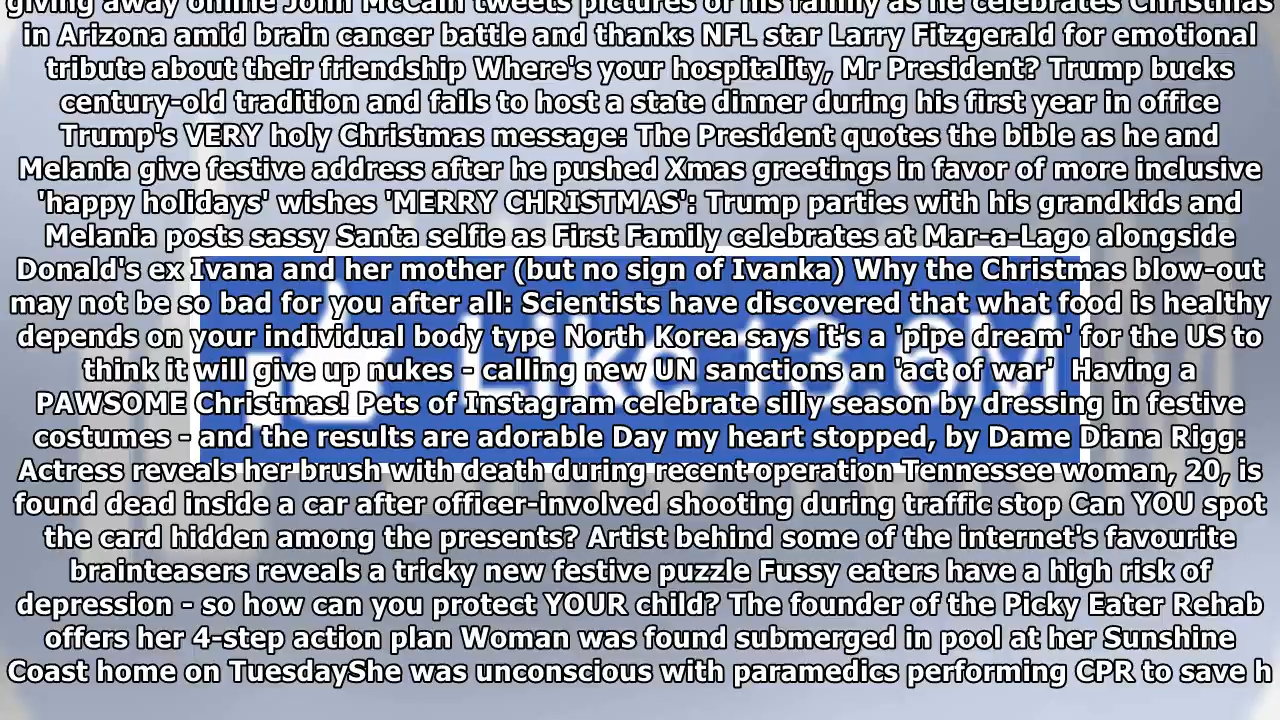 giving away online John McCain tweets pictures of his family as he celebrates Christmas
in Arizona amid brain cancer battle and thanks NFL star Larry Fitzgerald for emotional
tribute about their friendship Where's your hospitality, Mr President? Trump bucks
century-old tradition and fails to host a state dinner during his first year in office
Trump's VERY holy Christmas message: The President quotes the bible as he and
Melania give festive address after he pushed Xmas greetings in favor of more inclusive
'happy holidays' wishes 'MERRY CHRISTMAS': Trump parties with his grandkids and
Melania posts sassy Santa selfie as First Family celebrates at Mar-a-Lago alongside
Donald's ex Ivana and her mother (but no sign of Ivanka) Why the Christmas blow-out
may not be so bad for you after all: Scientists have discovered that what food is healthy
depends on your individual body type North Korea says it's a 'pipe dream' for the US to
think it will give up nukes - calling new UN sanctions an 'act of war'  Having a
PAWSOME Christmas! Pets of Instagram celebrate silly season by dressing in festive
costumes - and the results are adorable Day my heart stopped, by Dame Diana Rigg:
Actress reveals her brush with death during recent operation Tennessee woman, 20, is
found dead inside a car after officer-involved shooting during traffic stop Can YOU spot
the card hidden among the presents? Artist behind some of the internet's favourite
brainteasers reveals a tricky new festive puzzle Fussy eaters have a high risk of
depression - so how can you protect YOUR child? The founder of the Picky Eater Rehab
offers her 4-step action plan Woman was found submerged in pool at her Sunshine
Coast home on TuesdayShe was unconscious with paramedics performing CPR to save h
Like 13.6M